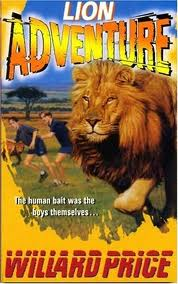 LION
ADVENTURE
The human bait was the
boys themselves...
WILLARD PRICE